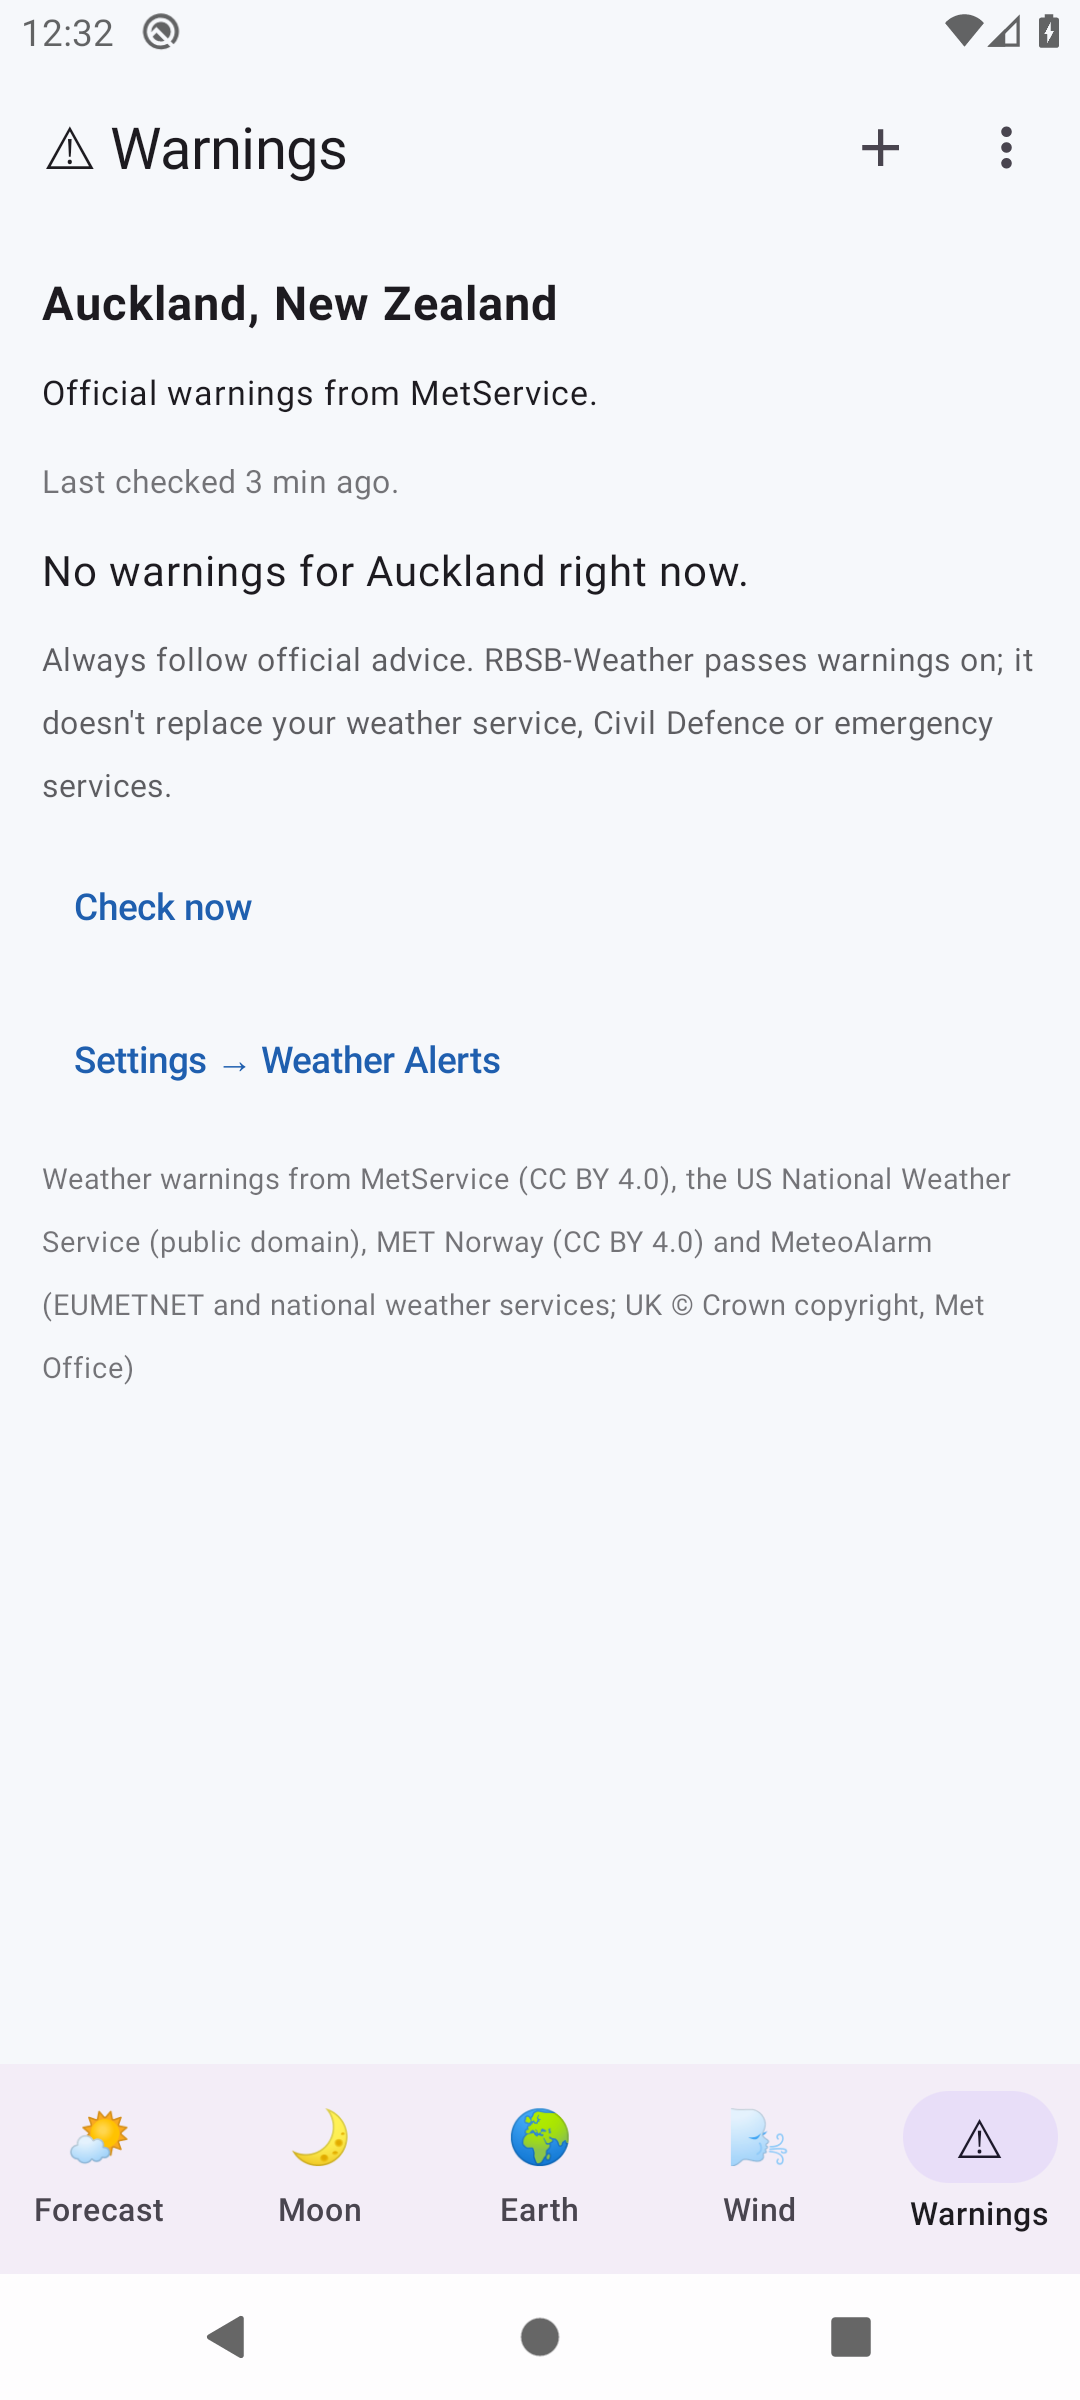 12:32
⚠ Warnings
Auckland, New Zealand
Official warnings from MetService.
Last checked 3 min ago.
No warnings for Auckland right now.
Always follow official advice. RBSB-Weather passes warnings on; it
doesn't replace your weather service, Civil Defence or emergency
services.
Check now
Settings → Weather Alerts
Weather warnings from MetService (CC BY 4.0), the US National Weather
Service (public domain), MET Norway (CC BY 4.0) and MeteoAlarm
(EUMETNET and national weather services; UK © Crown copyright, Met
Office)
Forecast
Moon
Earth
Wind
Warnings